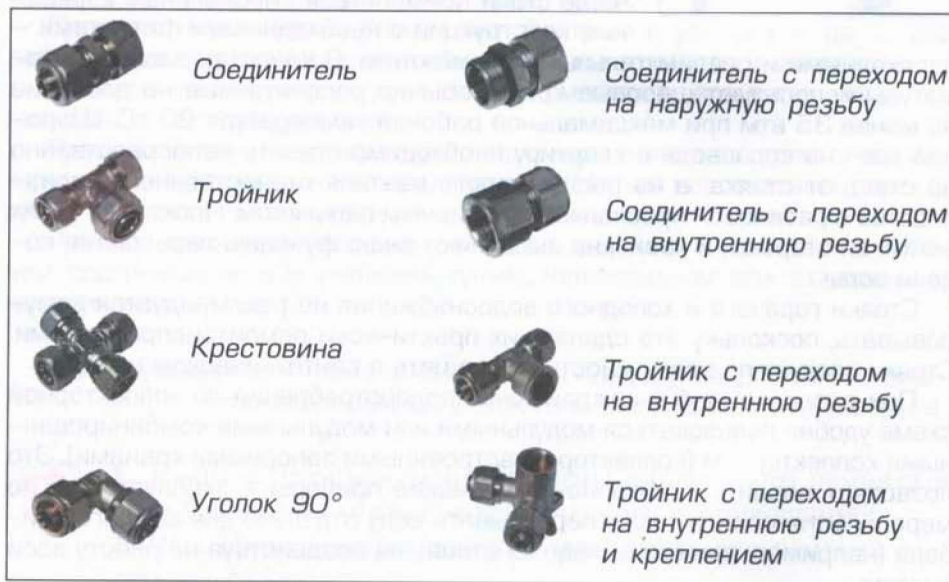 Соединитель
Тройник
Крестовина
Уголок 90°
Соединитель с переходом
на наружную резьбу
Соединитель с переходом
на внутреннюю резьбу
Тройник с переходом
на внутреннюю резьбу
Тройник с переходом
на внутреннюю резьбу
и креплением